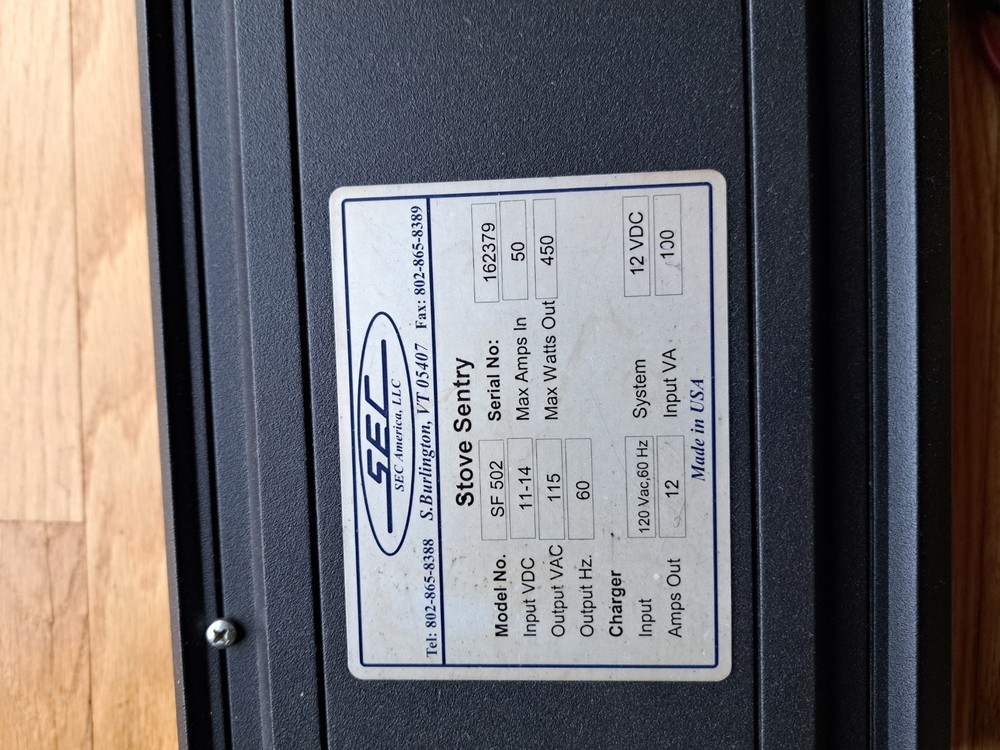 SEC
SEC America, LLC
Tel: 802-865-8388 S.Burlington, VT 05407 Fax: 802-865-8389
Stove Sentry
Model No. SF 502 Serial No: 162379
Input VDC 11-14 Max Amps In 50
Output VAC 115 Max Watts Out 450
Output Hz. 60
Charger
Input 120 Vac,60 Hz System 12 VDC
Amps Out 12 Input VA 100
Made in USA